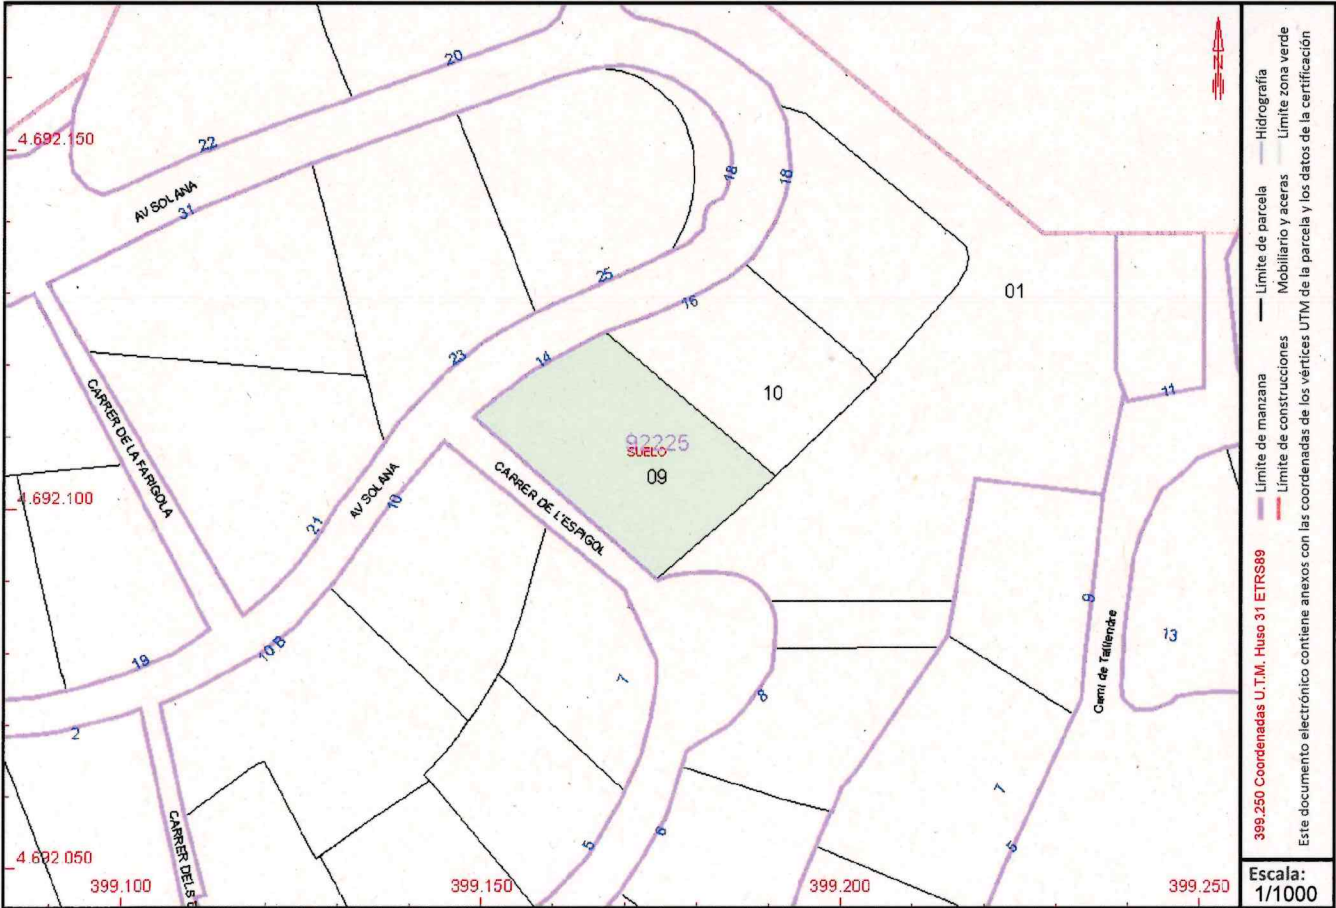 20
22
4.692.150
AV SOLANA
31
18
18
25
16
01
23
14
10
11
CARRER DE LA FARIGOLA
92225
SUELO
09
4.692.100
AV SOLANA
10
21
CARRER DE L'ESPIGOL
9
13
Camí de Tallendre
19
10 B
7
8
2
7
CARRER DELS
5
6
5
4.692.050
399.100
399.150
399.200
399.250
399.250 Coordenadas U.T.M. Huso 31 ETRS89
Límite de manzana
Límite de parcela
Hidrografía
Límite de construcciones
Mobiliario y aceras
Límite zona verde
Este documento electrónico contiene anexos con las coordenadas de los vértices UTM de la parcela y los datos de la certificación
Escala:
1/1000